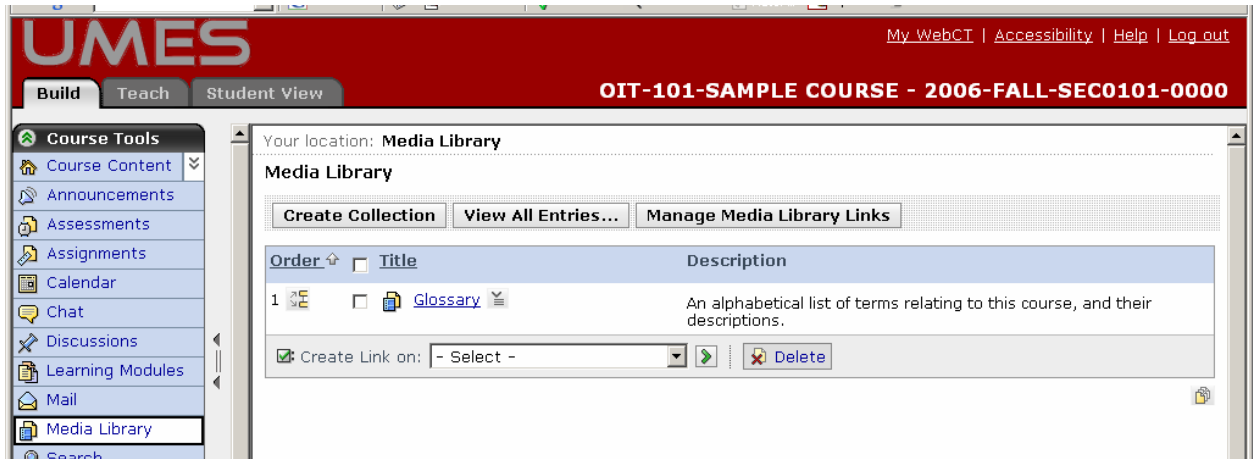 UMES
My WebCT | Accessibility | Help | Log out
Build Teach Student View
OIT-101-SAMPLE COURSE - 2006-FALL-SEC0101-0000
Course Tools
Course Content
Announcements
Assessments
Assignments
Calendar
Chat
Discussions
Learning Modules
Mail
Media Library
Search
Your location: Media Library
Media Library
Create Collection View All Entries... Manage Media Library Links
Order Title Description
1 Glossary An alphabetical list of terms relating to this course, and their
descriptions.
Create Link on: - Select - Delete